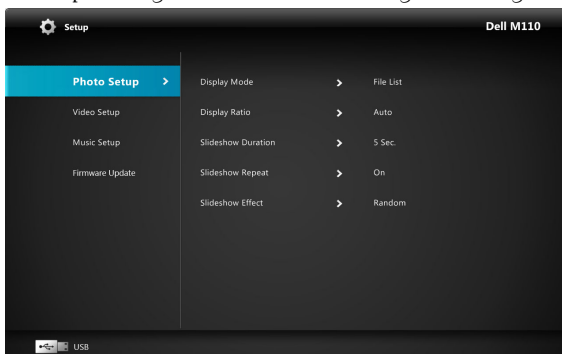 Setup
Dell M110
Photo Setup
Display Mode
File List
Video Setup
Display Ratio
Auto
Music Setup
Slideshow Duration
5 Sec.
Firmware Update
Slideshow Repeat
On
Slideshow Effect
Random
USB